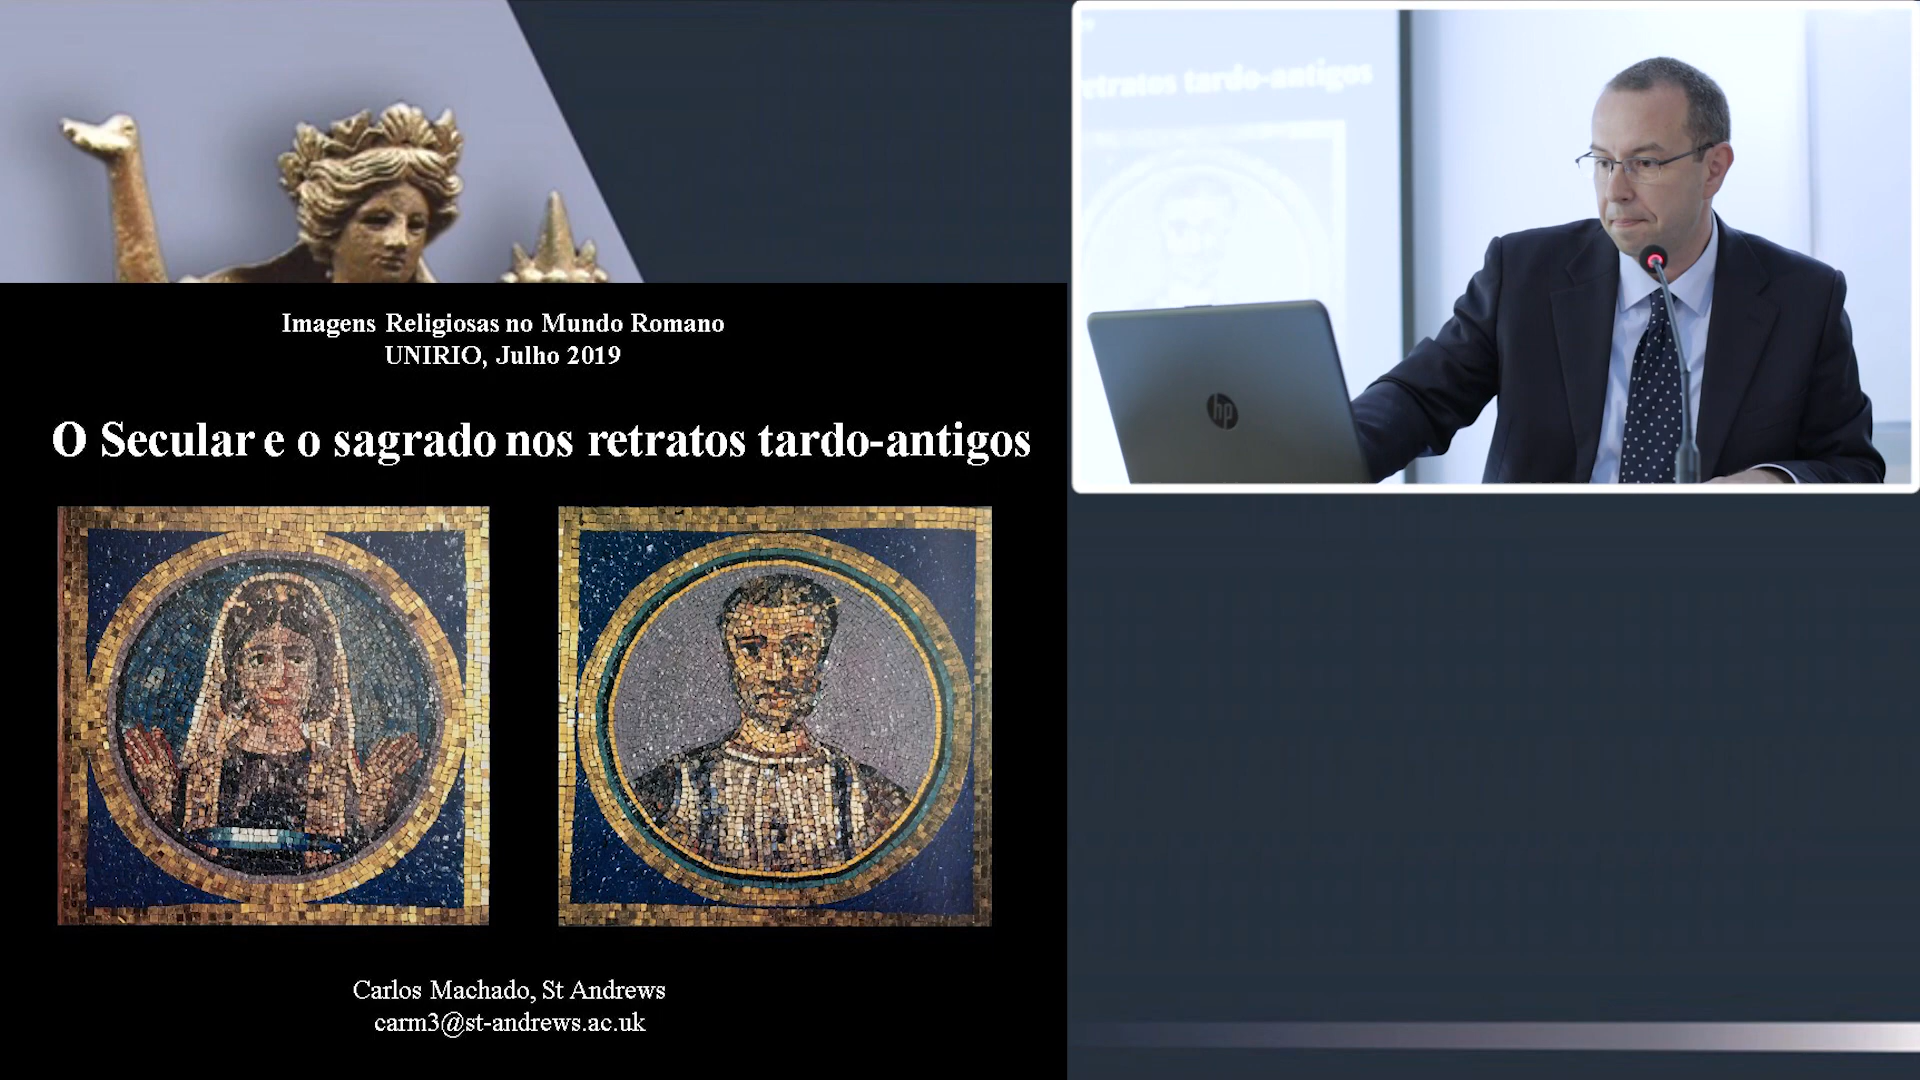 Imagens Religiosas no Mundo Romano
UNIRIO, Julho 2019
O Secular e o sagrado nos retratos tardo-antigos
Carlos Machado, St Andrews
carm3@st-andrews.ac.uk
retratos tardo-antigos
hp